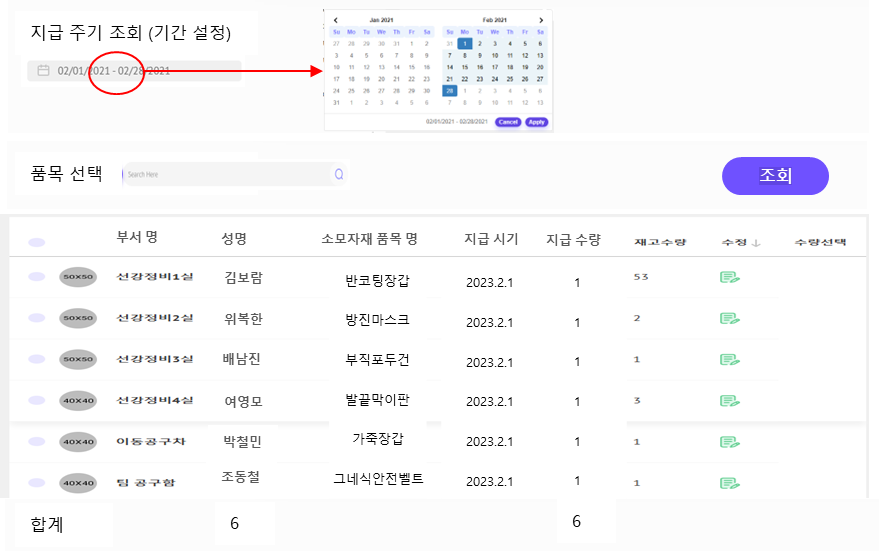 지급 주기 조회 (기간 설정)
02/01/2021 - 02/28/2021
Jan 2021 Feb 2021
Su Mo Tu We Th Fr Sa Su Mo Tu We Th Fr Sa
27 28 29 30 31 1 2 31 1 2 3 4 5 6
3 4 5 6 7 8 9 7 8 9 10 11 12 13
10 11 12 13 14 15 16 14 15 16 17 18 19 20
17 18 19 20 21 22 23 21 22 23 24 25 26 27
24 25 26 27 28 29 30 28 1 2 3 4 5 6
31 1 2 3 4 5 6 7 8 9 10 11 12 13
02/01/2021 - 02/28/2021 Cancel Apply
품목 선택 Search Here 조회
부서 명 성명 소모자재 품목 명 지급 시기 지급 수량 재고수량 수정 수량선택
50X50 선강정비1실 김보람 반코팅장갑 2023.2.1 1 53
50X50 선강정비2실 위복한 방진마스크 2023.2.1 1 2
50X50 선강정비3실 배남진 부직포두건 2023.2.1 1 1
40X40 선강정비4실 여영모 발끝막이판 2023.2.1 1 3
40X40 이동공구차 박철민 가죽장갑 2023.2.1 1 1
40X40 팀 공구함 조동철 그네식안전벨트 2023.2.1 1 1
합계 6 6